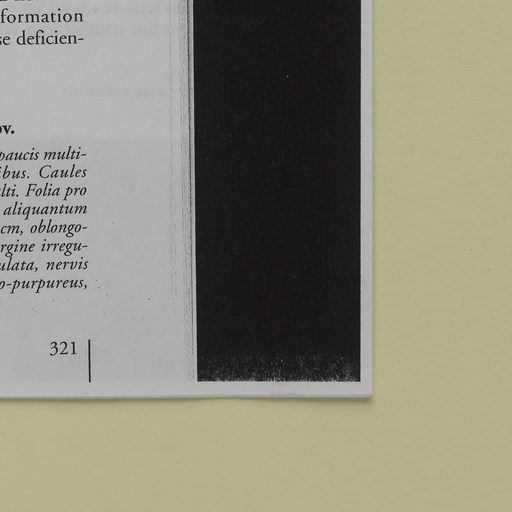 formation
se deficien-
ov.
paucis multi-
ibus. Caules
lti. Folia pro
aliquantum
cm, oblongo-
rgine irregu-
ulata, nervis
o-purpureus,
321